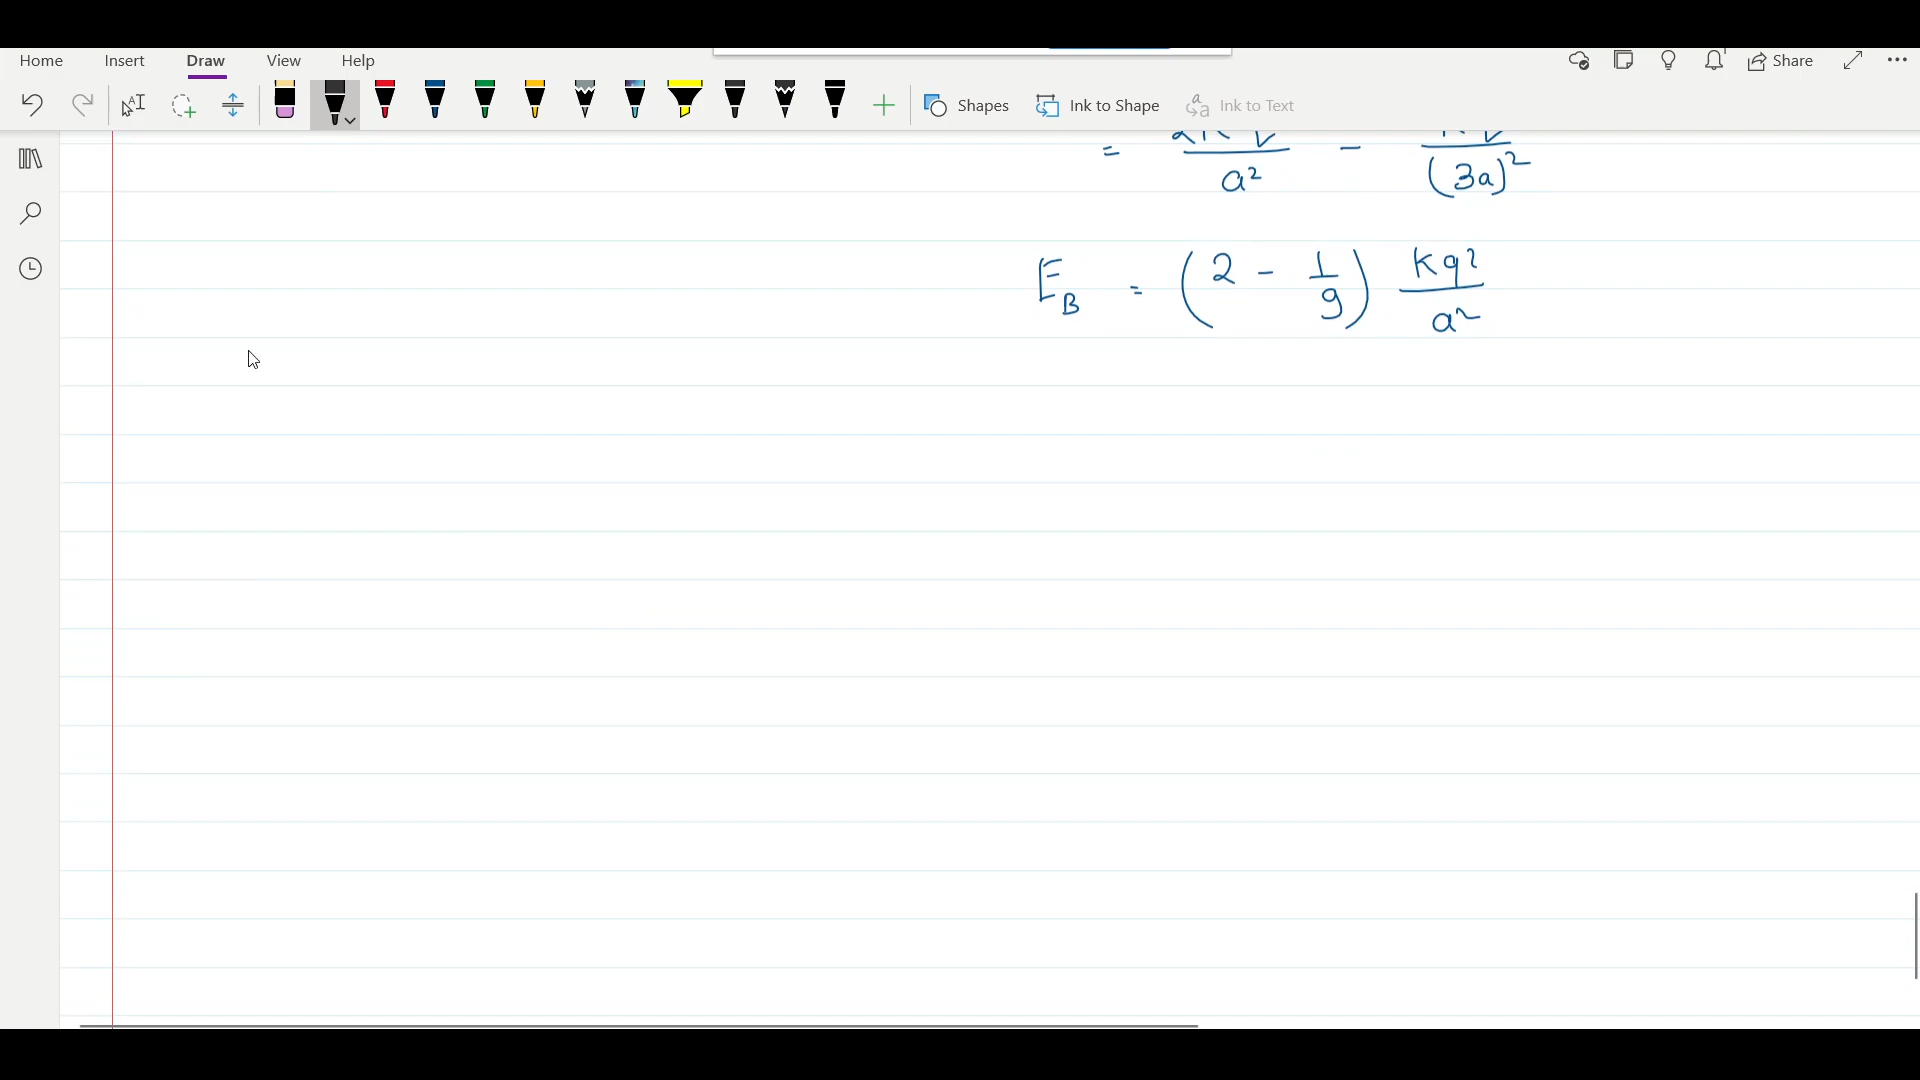 Home Insert Draw View Help Share
Shapes Ink to Shape Ink to Text
= a² - (3a)²
E_B = (2 - 1/9) kq²/a²